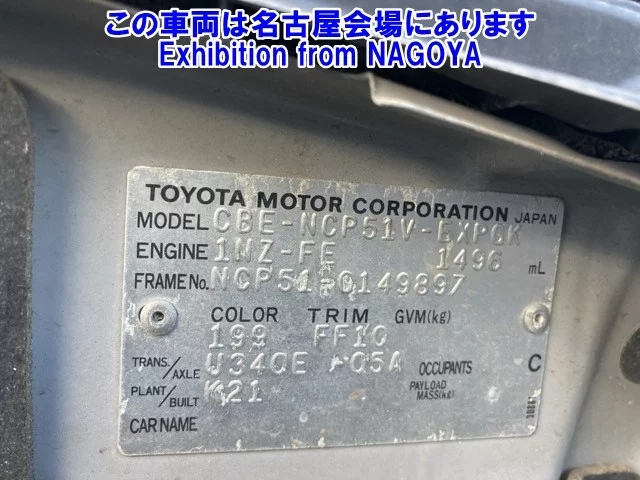 この車両は名古屋会場にあります
Exhibition from NAGOYA
TOYOTA MOTOR CORPORATION JAPAN
MODEL CBE-NCP51V-EXPGK
ENGINE 1NZ-FE 1496 mL
FRAME No. NCP51-0149897
COLOR TRIM GVM(kg)
199 FF10
TRANS./AXLE U340E OCCUPANTS C
PLANT/BUILT K21 PAYLOAD MASS(kg)
CAR NAME